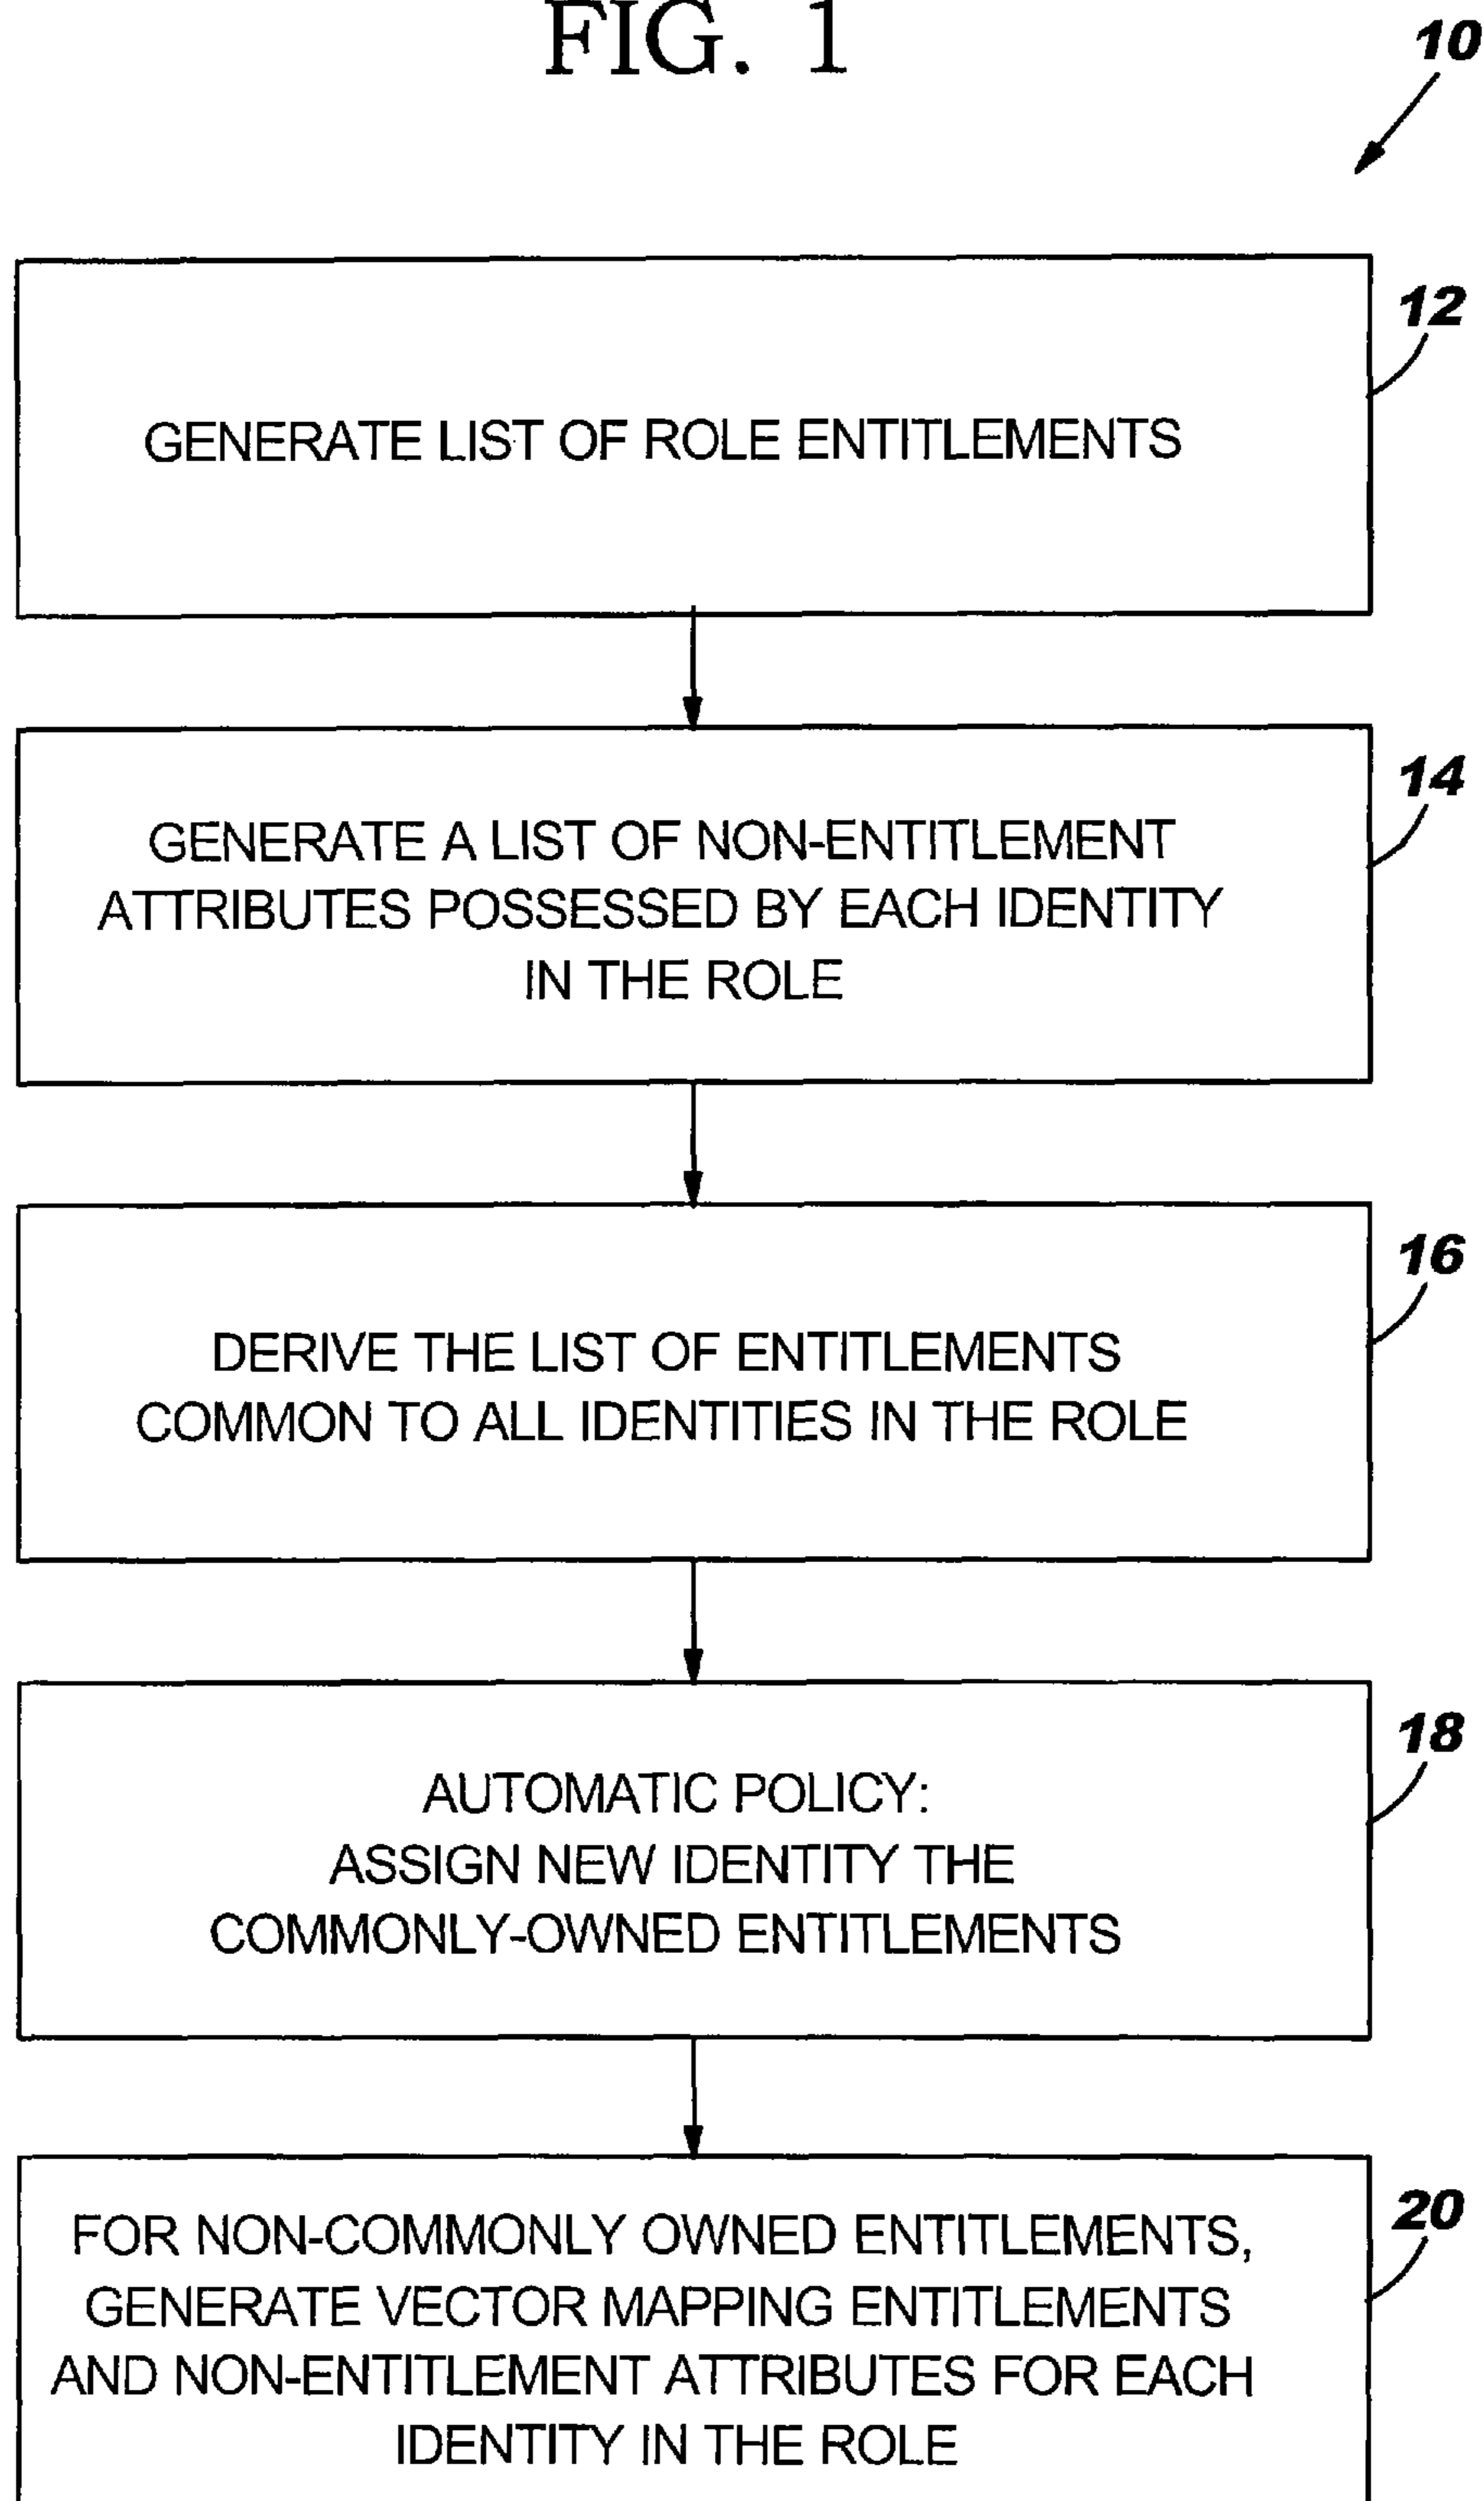 FIG. 1
10
12
GENERATE LIST OF ROLE ENTITLEMENTS
14
GENERATE A LIST OF NON-ENTITLEMENT
ATTRIBUTES POSSESSED BY EACH IDENTITY
IN THE ROLE
16
DERIVE THE LIST OF ENTITLEMENTS
COMMON TO ALL IDENTITIES IN THE ROLE
18
AUTOMATIC POLICY:
ASSIGN NEW IDENTITY THE
COMMONLY-OWNED ENTITLEMENTS
20
FOR NON-COMMONLY OWNED ENTITLEMENTS,
GENERATE VECTOR MAPPING ENTITLEMENTS
AND NON-ENTITLEMENT ATTRIBUTES FOR EACH
IDENTITY IN THE ROLE